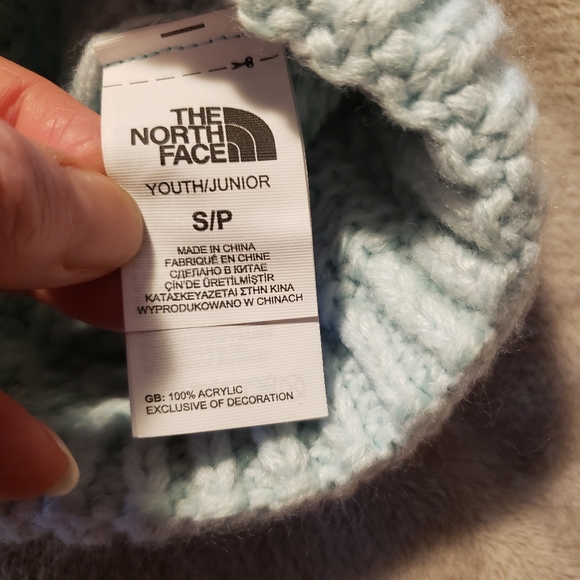 THE
NORTH
FACE
YOUTH/JUNIOR
S/P
MADE IN CHINA
FABRIQUÉ EN CHINE
СДЕЛАНО В КИТАЕ
ÇİN'DE ÜRETİLMİŞTİR
ΚΑΤΑΣΚΕΥΑΖΕΤΑΙ ΣΤΗΝ ΚΙΝΑ
WYPRODUKOWANO W CHINACH
GB: 100% ACRYLIC
EXCLUSIVE OF DECORATION